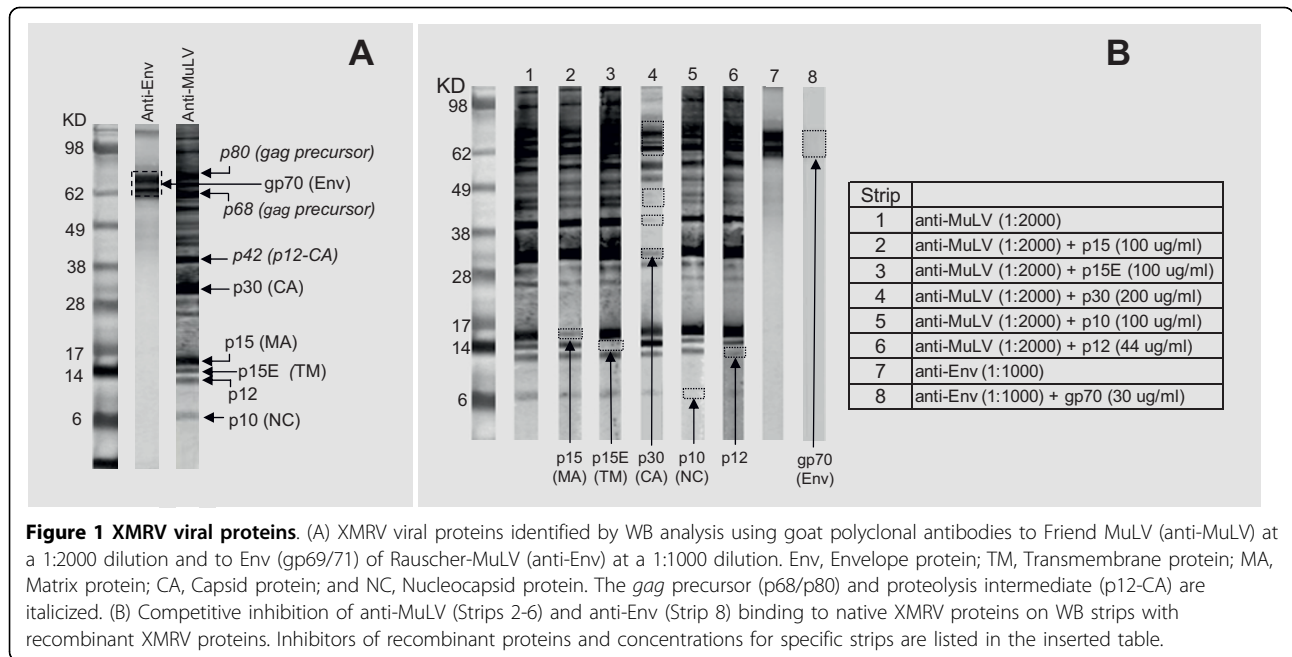 A
Anti-Env
Anti-MuLV
KD
98
62
49
38
28
17
14
6
p80 (gag precursor)
gp70 (Env)
p68 (gag precursor)
p42 (p12-CA)
p30 (CA)
p15 (MA)
p15E (TM)
p12
p10 (NC)
B
1 2 3 4 5 6 7 8
KD
98
62
49
38
28
17
14
6
p15 (MA)
p15E (TM)
p30 (CA)
p10 (NC)
p12
gp70 (Env)
Strip
1 anti-MuLV (1:2000)
2 anti-MuLV (1:2000) + p15 (100 ug/ml)
3 anti-MuLV (1:2000) + p15E (100 ug/ml)
4 anti-MuLV (1:2000) + p30 (200 ug/ml)
5 anti-MuLV (1:2000) + p10 (100 ug/ml)
6 anti-MuLV (1:2000) + p12 (44 ug/ml)
7 anti-Env (1:1000)
8 anti-Env (1:1000) + gp70 (30 ug/ml)
Figure 1 XMRV viral proteins. (A) XMRV viral proteins identified by WB analysis using goat polyclonal antibodies to Friend MuLV (anti-MuLV) at
a 1:2000 dilution and to Env (gp69/71) of Rauscher-MuLV (anti-Env) at a 1:1000 dilution. Env, Envelope protein; TM, Transmembrane protein; MA,
Matrix protein; CA, Capsid protein; and NC, Nucleocapsid protein. The gag precursor (p68/p80) and proteolysis intermediate (p12-CA) are
italicized. (B) Competitive inhibition of anti-MuLV (Strips 2-6) and anti-Env (Strip 8) binding to native XMRV proteins on WB strips with
recombinant XMRV proteins. Inhibitors of recombinant proteins and concentrations for specific strips are listed in the inserted table.